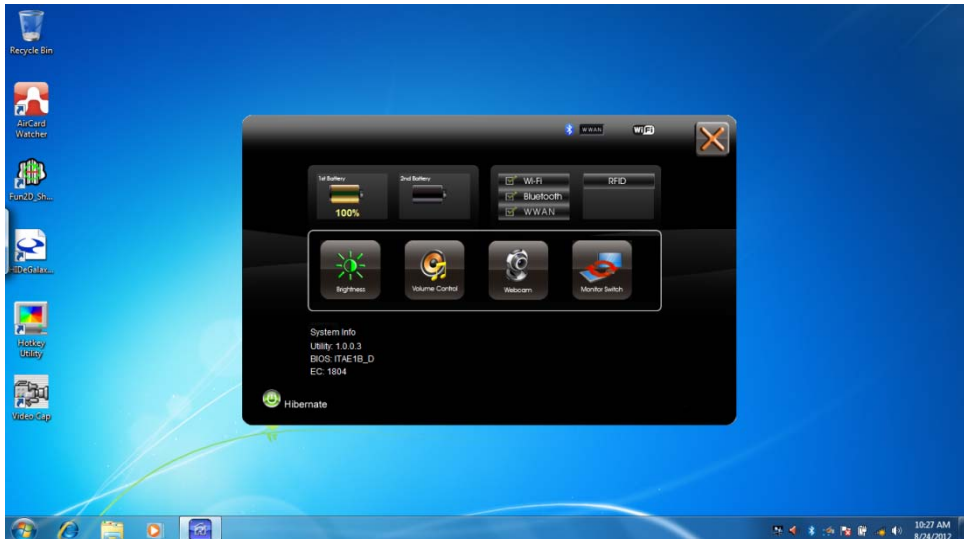 Recycle Bin
AirCard
Watcher
Fun2D_Sh...
Hotkey
Utility
Video Cap
WWAN
WiFi
1st Battery
2nd Battery
100%
Wi-Fi
Bluetooth
WWAN
RFID
Brightness
Volume Control
Webcam
Monitor Switch
System Info
Utility: 1.0.0.3
BIOS: ITAE1B_D
EC: 1804
Hibernate
10:27 AM
8/24/2012